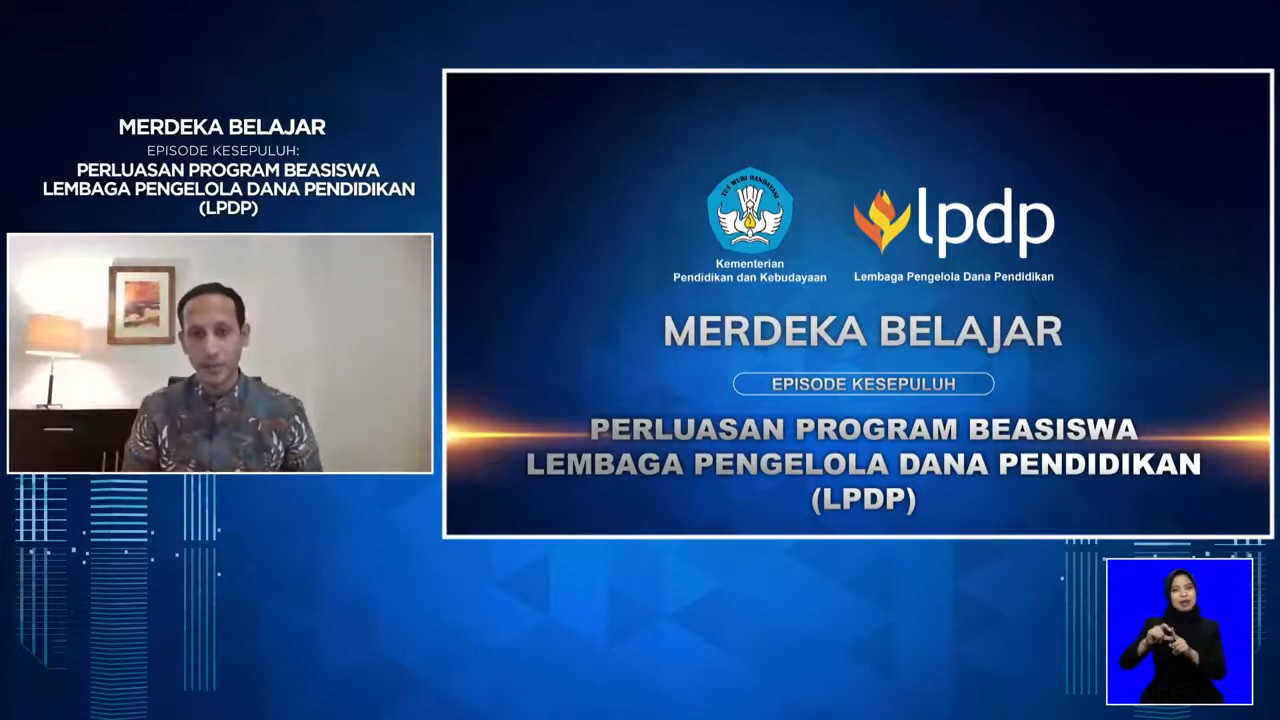 MERDEKA BELAJAR
EPISODE KESEPULUH:
PERLUASAN PROGRAM BEASISWA
LEMBAGA PENGELOLA DANA PENDIDIKAN
(LPDP)
TUT WURI HANDAYANI
Kementerian
Pendidikan dan Kebudayaan
lpdp
Lembaga Pengelola Dana Pendidikan
MERDEKA BELAJAR
EPISODE KESEPULUH
PERLUASAN PROGRAM BEASISWA
LEMBAGA PENGELOLA DANA PENDIDIKAN
(LPDP)